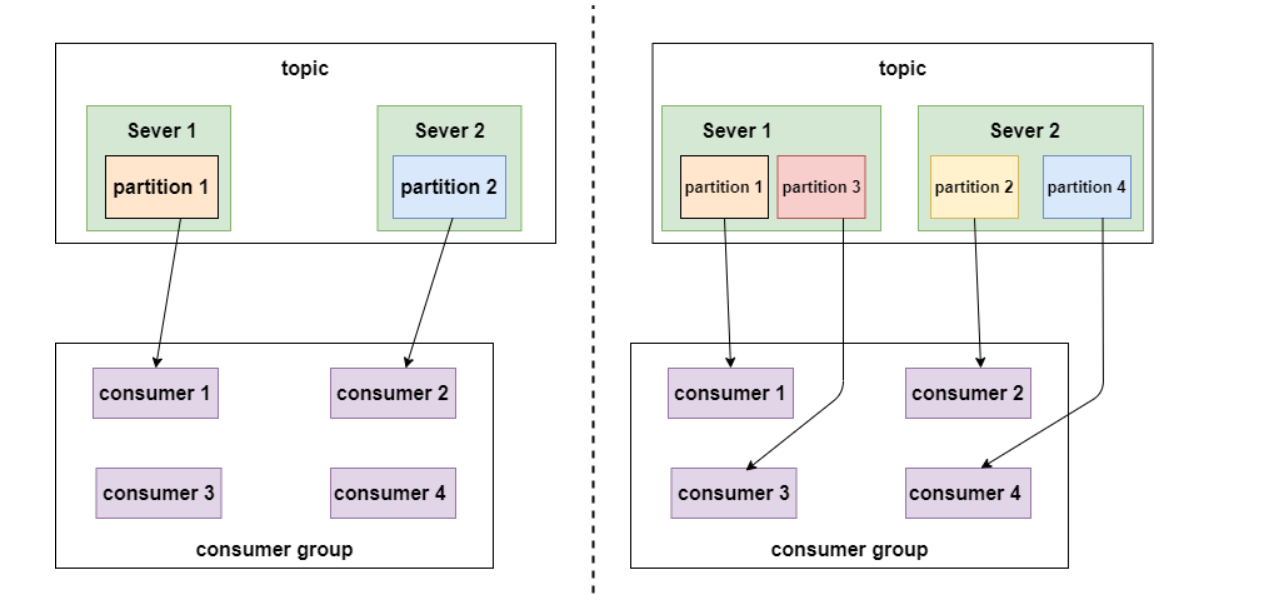 topic
Sever 1
Sever 2
partition 1
partition 2
consumer 1
consumer 2
consumer 3
consumer 4
consumer group
topic
Sever 1
Sever 2
partition 1
partition 3
partition 2
partition 4
consumer 1
consumer 2
consumer 3
consumer 4
consumer group